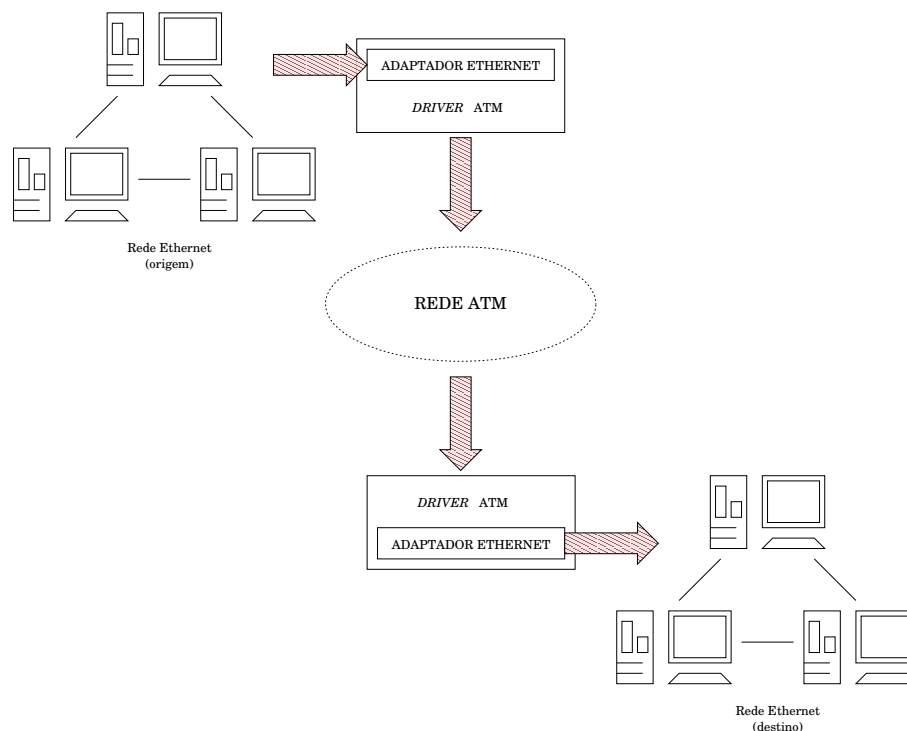 ADAPTADOR ETHERNET
DRIVER ATM
Rede Ethernet
(origem)
REDE ATM
DRIVER ATM
ADAPTADOR ETHERNET
Rede Ethernet
(destino)